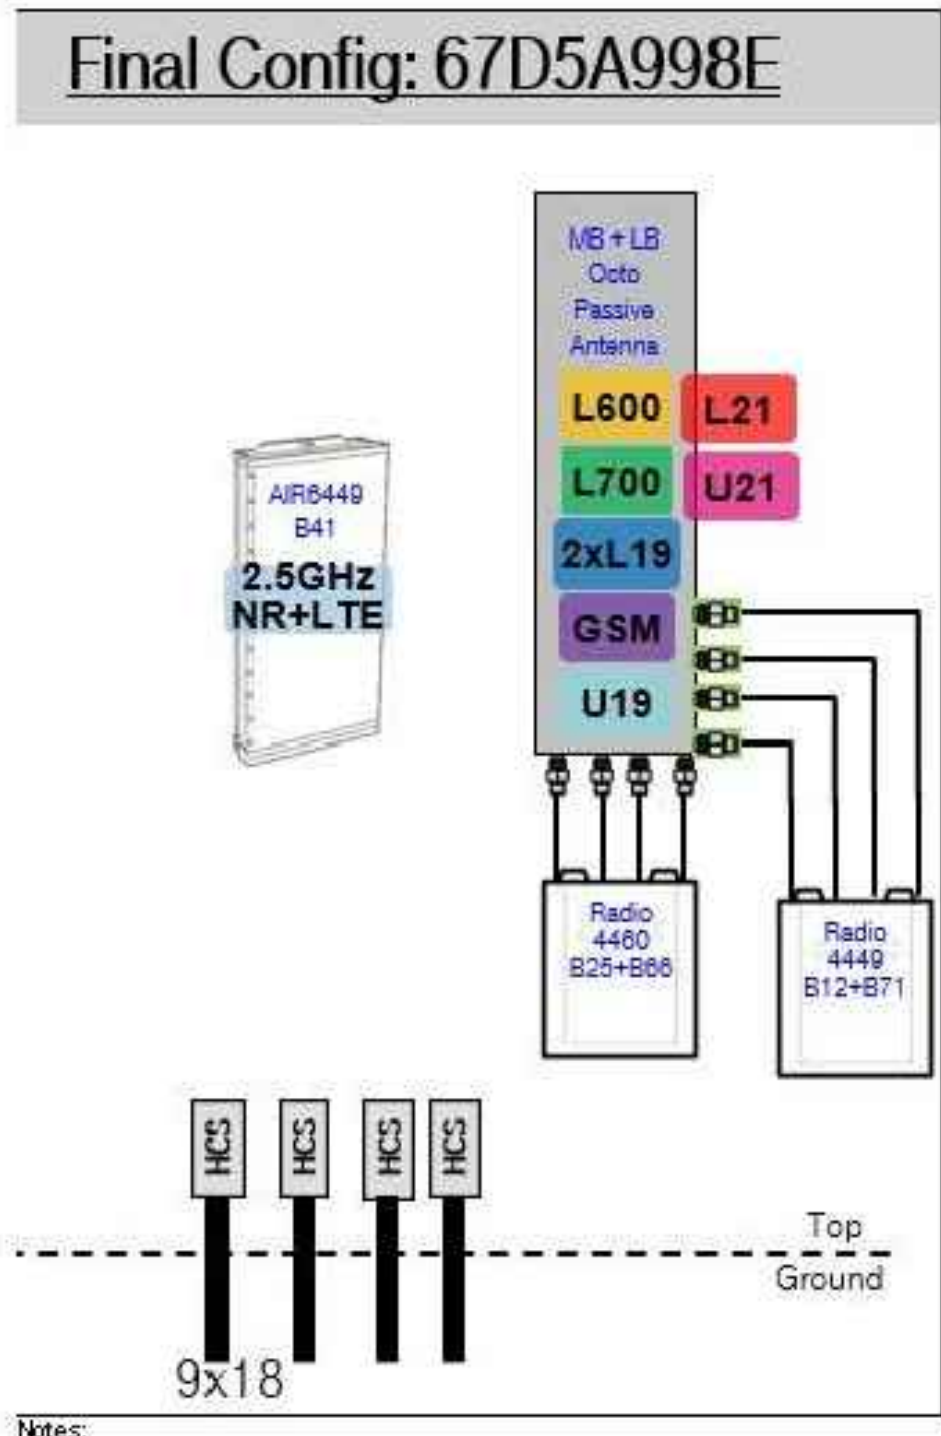 Final Config: 67D5A998E
MB + LB
Octo
Passive
Antenna
L600
L21
L700
U21
2xL19
GSM
U19
AIR6449
B41
2.5GHz
NR+LTE
Radio
4460
B25+B66
Radio
4449
B12+B71
HCS
HCS
HCS
HCS
Top
Ground
9x18
Notes: